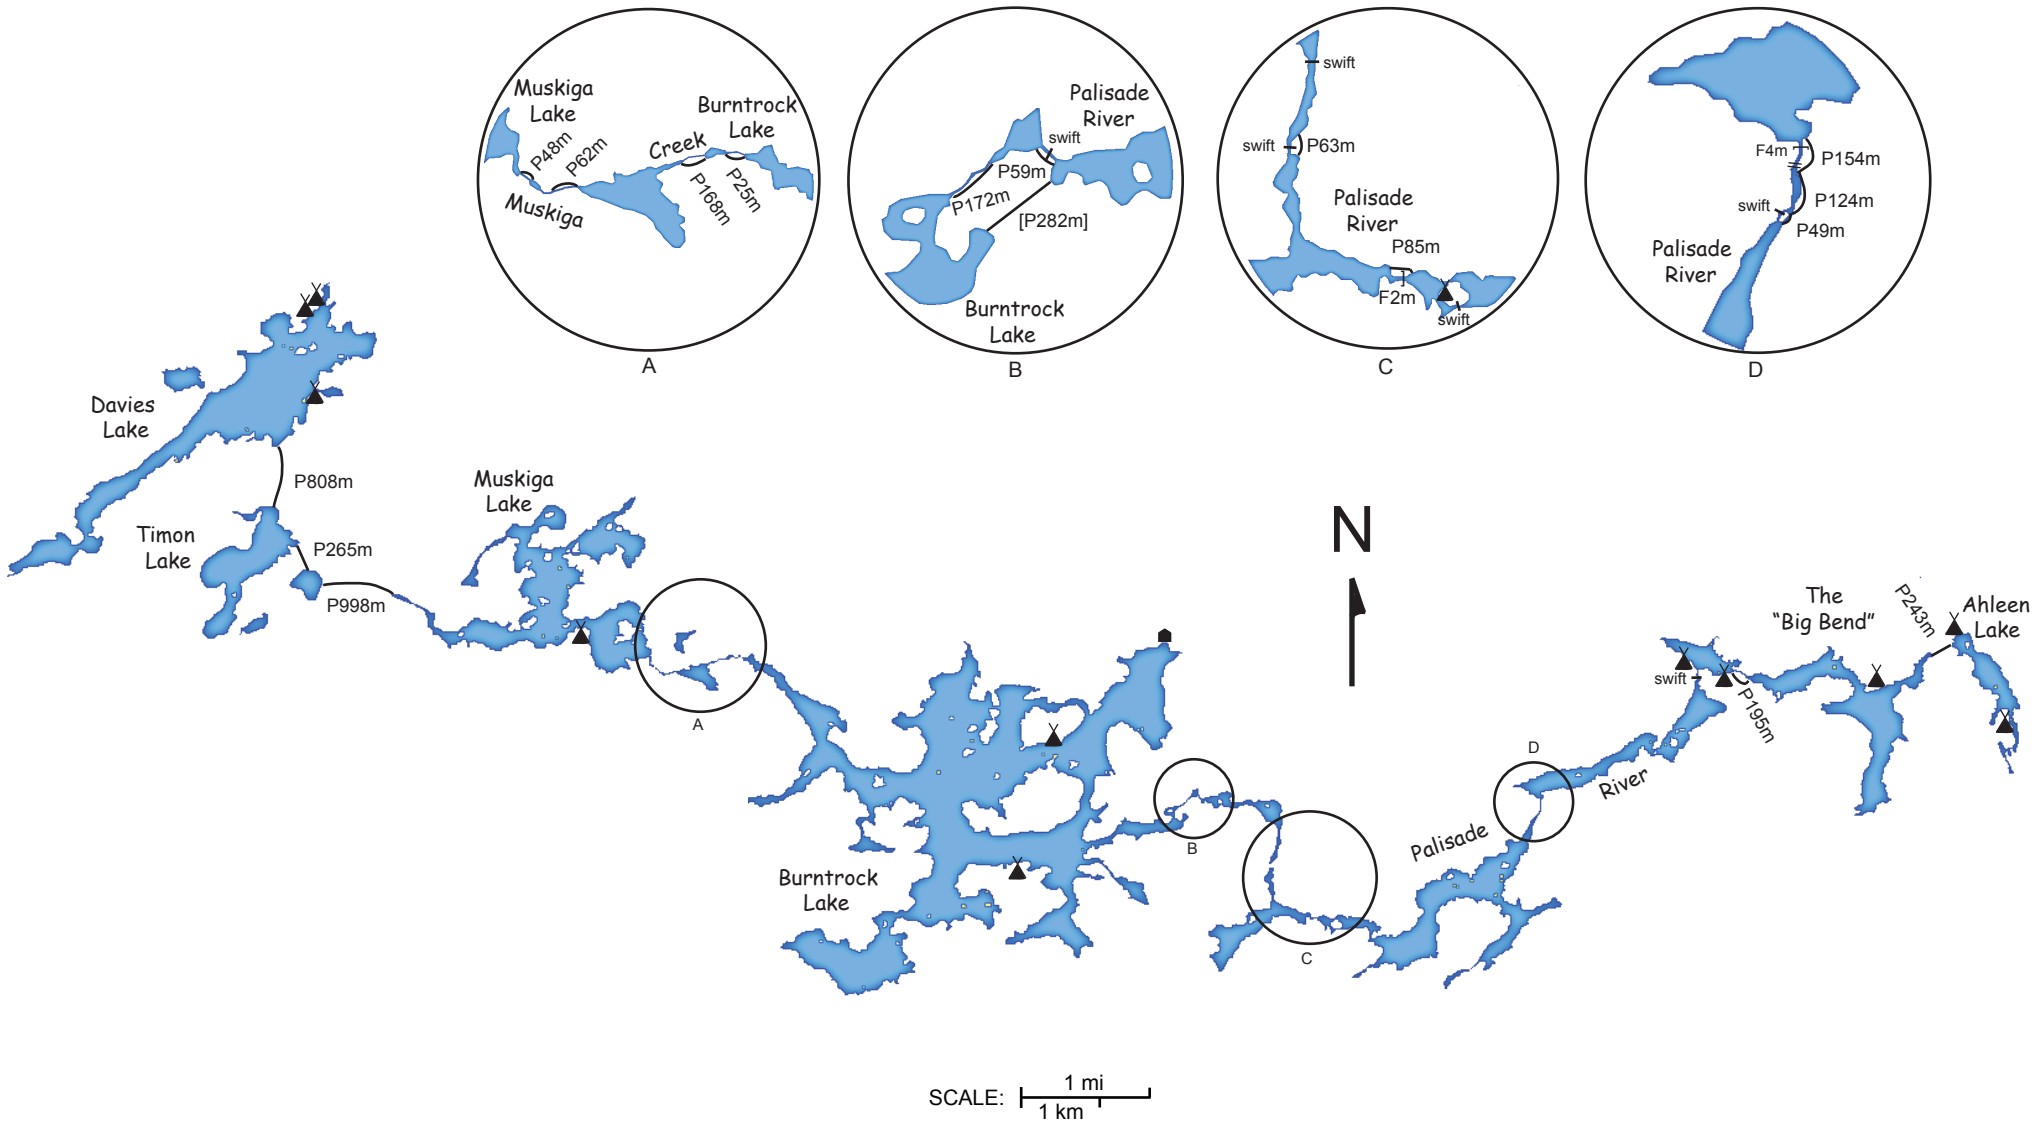 Muskiga
Lake
P48m
P62m
Muskiga
Creek
Burntrock
Lake
P168m
P25m
A
Palisade
River
swift
P59m
P172m
[P282m]
Burntrock
Lake
B
swift
swift
P63m
Palisade
River
P85m
F2m
swift
C
F4m
P154m
P124m
swift
P49m
Palisade
River
D
Davies
Lake
P808m
Timon
Lake
P265m
P998m
Muskiga
Lake
A
Burntrock
Lake
B
C
N
D
Palisade
River
swift
P195m
The
"Big Bend"
P243m
Ahleen
Lake
SCALE:
1 mi
1 km